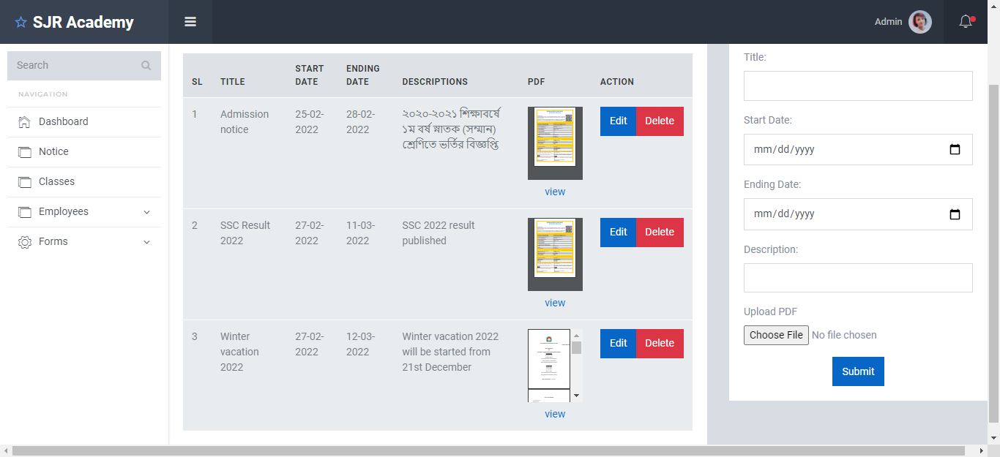 SJR Academy
Admin
Search
NAVIGATION
Dashboard
Notice
Classes
Employees
Forms
SL TITLE START DATE ENDING DATE DESCRIPTIONS PDF ACTION
1
Admission
notice
25-02-
2022
28-02-
2022
২০২০-২০২১ শিক্ষাবর্ষে
১ম বর্ষ স্নাতক (সম্মান)
শ্রেণিতে ভর্তির বিজ্ঞপ্তি
view
Edit Delete
2
SSC Result
2022
27-02-
2022
11-03-
2022
SSC 2022 result
published
view
Edit Delete
3
Winter
vacation
2022
27-02-
2022
12-03-
2022
Winter vacation 2022
will be started from
21st December
view
Edit Delete
Title:
Start Date:
mm/dd/yyyy
Ending Date:
mm/dd/yyyy
Description:
Upload PDF
Choose File No file chosen
Submit